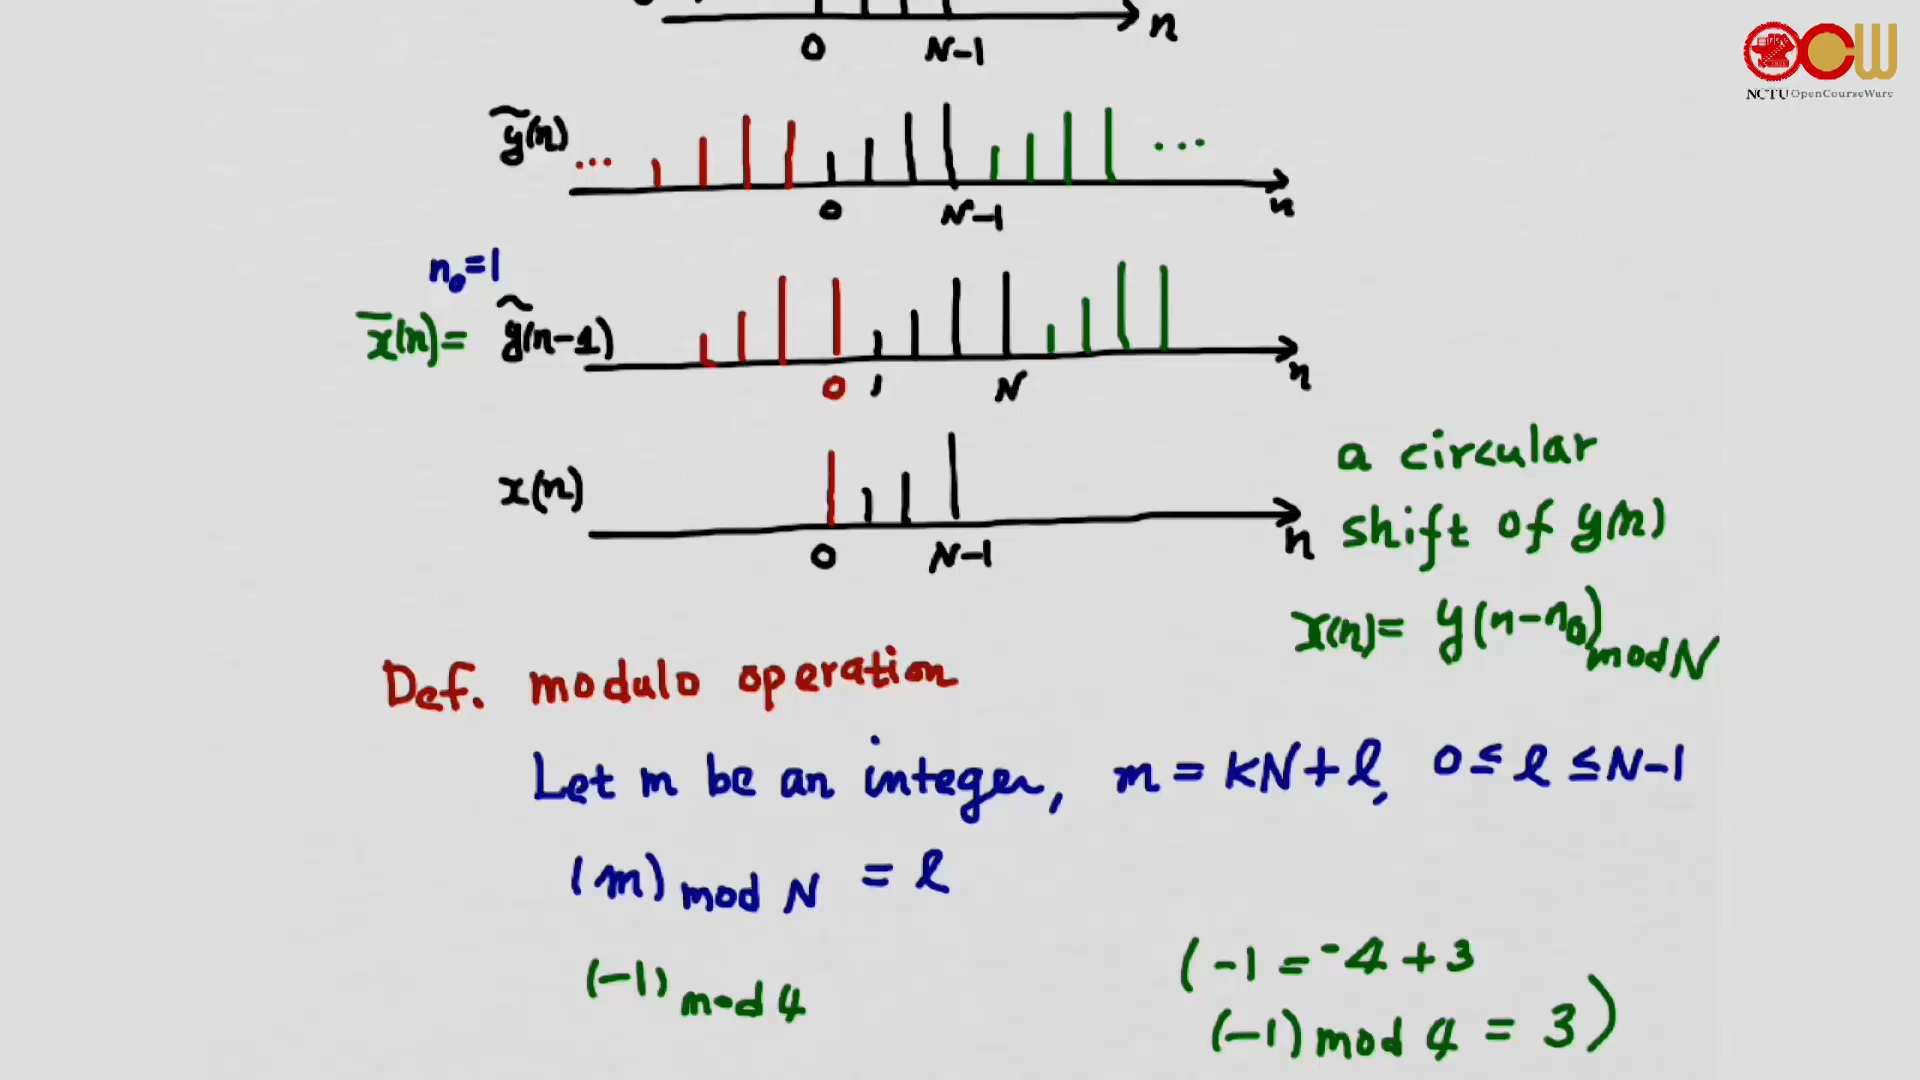 n
0 N-1
NCTU OpenCourseWare
ỹ(n) ... ...
0 N-1 n
n₀=1
x̄(n)= ỹ(n-1)
0 1 N n
x(n)
0 N-1 n
a circular
shift of y(n)
x(n)= y(n-n₀)mod N
Def. modulo operation
Let m be an integer, m = kN+l, 0≤l≤N-1
(m) mod N = l
(-1) mod 4
(-1 = -4+3
(-1) mod 4 = 3)